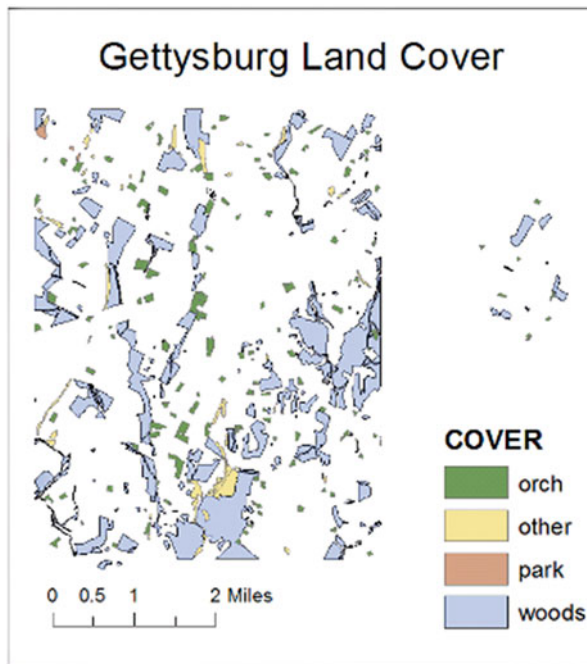 Gettysburg Land Cover
COVER
orch
other
park
woods
0 0.5 1 2 Miles